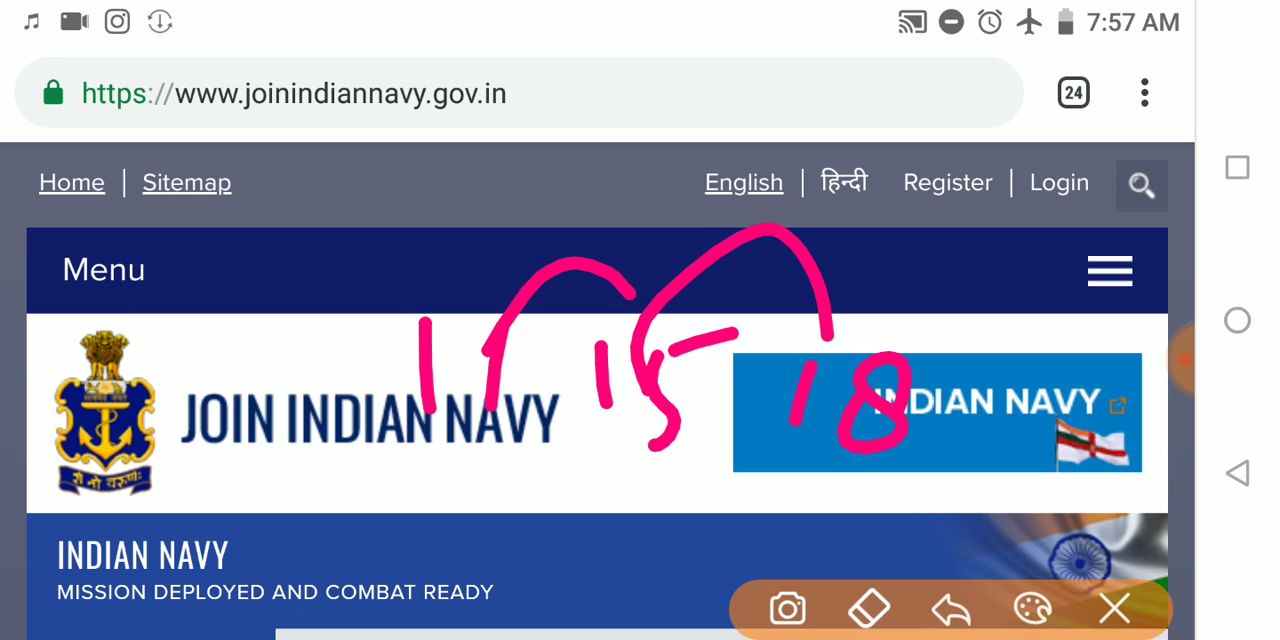 7:57 AM
https://www.joinindiannavy.gov.in
24
Home | Sitemap English | हिन्दी Register | Login
Menu
11 15 18
JOIN INDIAN NAVY
INDIAN NAVY
INDIAN NAVY
MISSION DEPLOYED AND COMBAT READY